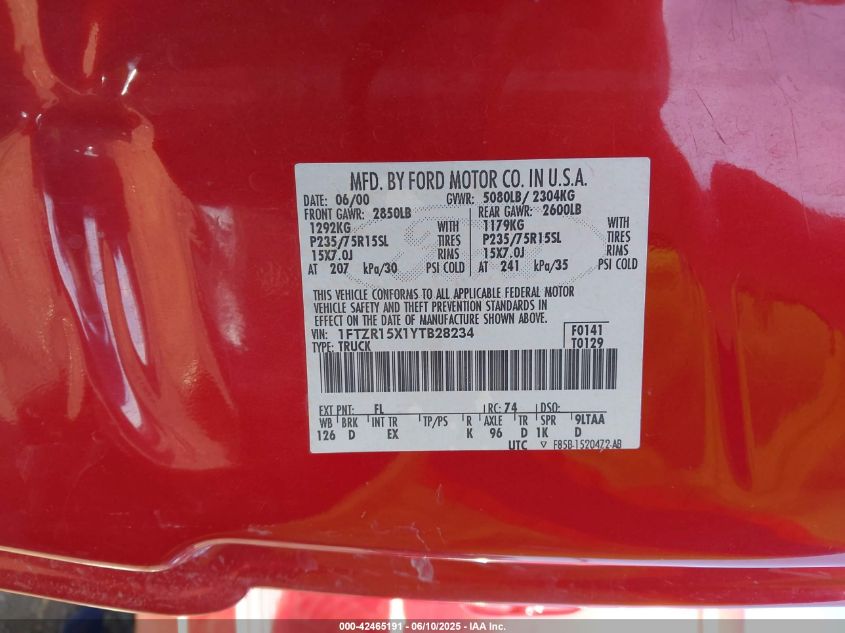 MFD. BY FORD MOTOR CO. IN U.S.A.
DATE: 06/00 GVWR: 5080LB/ 2304KG
FRONT GAWR: 2850LB REAR GAWR: 2600LB
1292KG WITH 1179KG WITH
P235/75R15SL TIRES P235/75R15SL TIRES
15X7.0J RIMS 15X7.0J RIMS
AT 207 kPa/30 PSI COLD AT 241 kPa/35 PSI COLD
THIS VEHICLE CONFORMS TO ALL APPLICABLE FEDERAL MOTOR
VEHICLE SAFETY AND THEFT PREVENTION STANDARDS IN
EFFECT ON THE DATE OF MANUFACTURE SHOWN ABOVE.
VIN: 1FTZR15X1YTB28234 F0141
TYPE: TRUCK T0129
EXT PNT: FL RC: 74 DSO:
WB BRK INT TR TP/PS R AXLE TR SPR 9LTAA2
126 D EX K 96 D 1K D
UTC ▽ F85B-1520472-AB
000-42465191 - 06/10/2025 - IAA Inc.